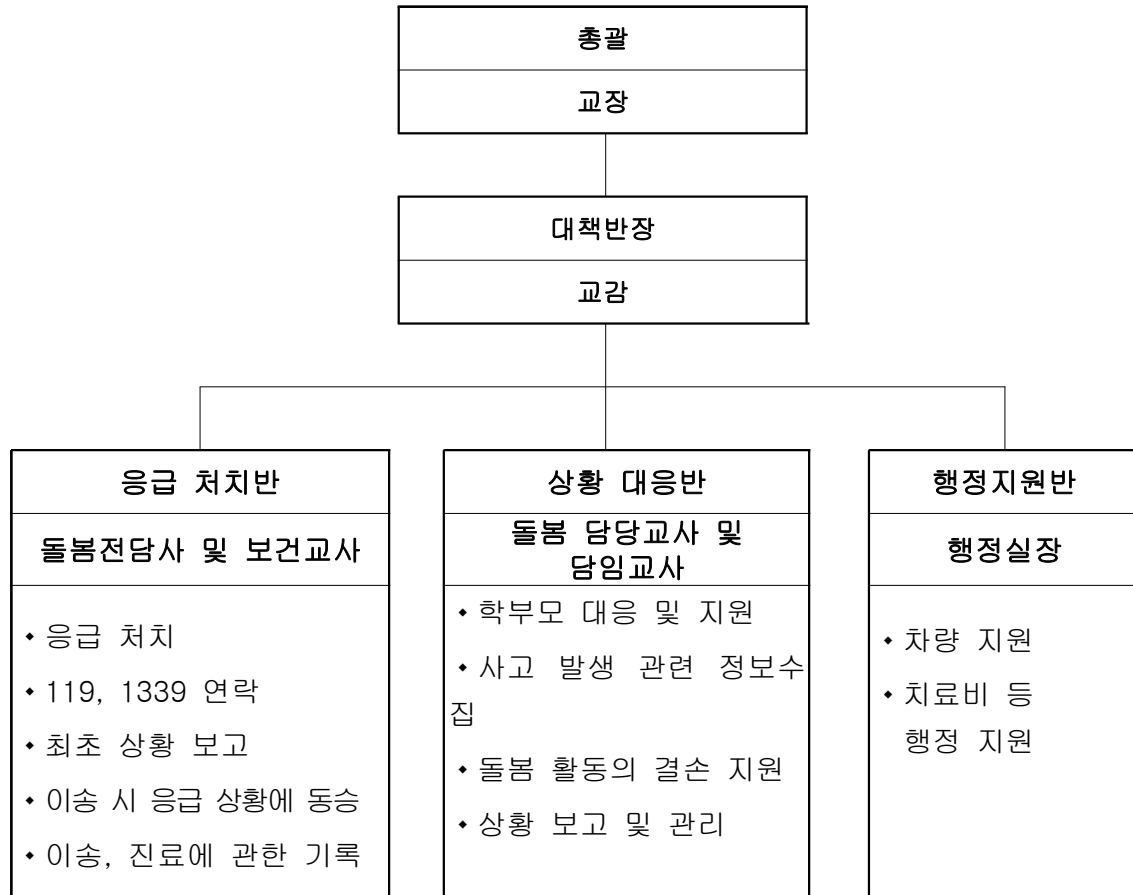 총괄
교장
대책반장
교감
응급 처치반
돌봄전담사 및 보건교사
• 응급 처치
• 119, 1339 연락
• 최초 상황 보고
• 이송 시 응급 상황에 동승
• 이송, 진료에 관한 기록
상황 대응반
돌봄 담당교사 및
담임교사
• 학부모 대응 및 지원
• 사고 발생 관련 정보수
집
• 돌봄 활동의 결손 지원
• 상황 보고 및 관리
행정지원반
행정실장
• 차량 지원
• 치료비 등
행정 지원